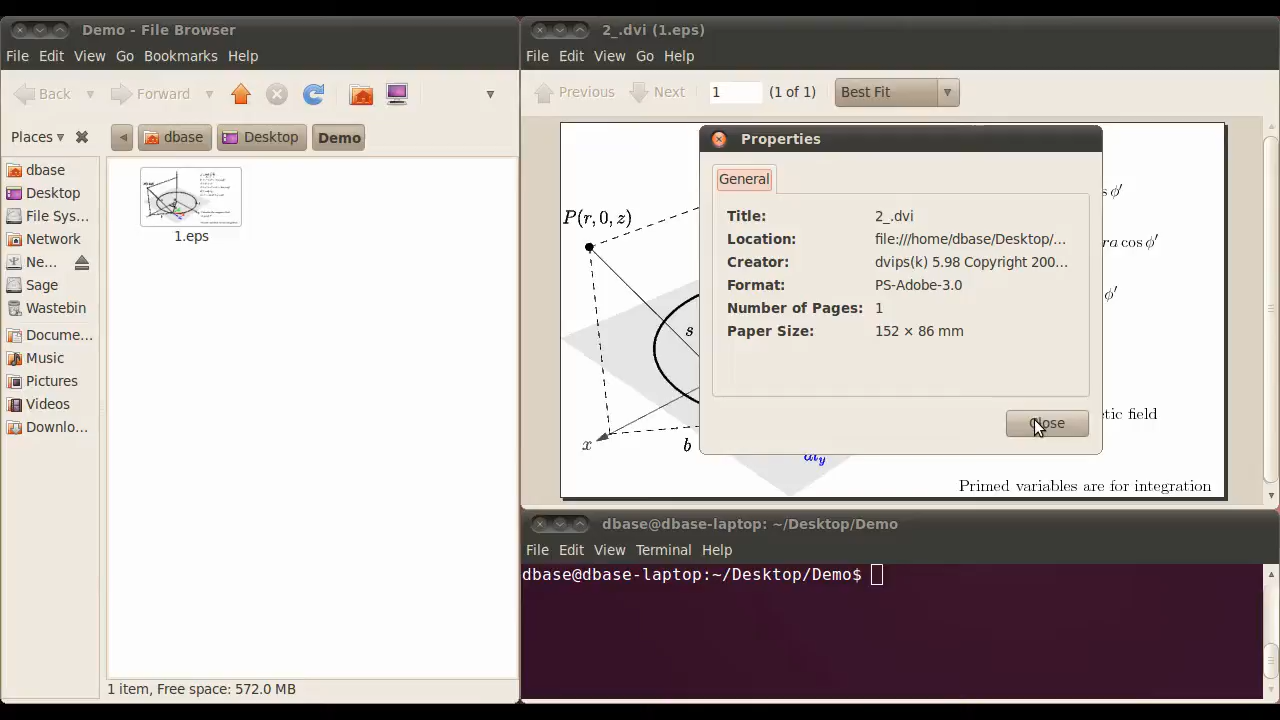 Demo - File Browser
File Edit View Go Bookmarks Help
Back Forward
Places
dbase Desktop Demo
dbase
Desktop
File Sys...
Network
Ne...
Sage
Wastebin
Docume...
Music
Pictures
Videos
Downlo...
1.eps
1 item, Free space: 572.0 MB
2_.dvi (1.eps)
File Edit View Go Help
Previous Next 1 (1 of 1) Best Fit
P(r, 0, z)
s
x
b
s ϕ′
ra cos ϕ′
ϕ′
etic field
Primed variables are for integration
Properties
General
Title: 2_.dvi
Location: file:///home/dbase/Desktop/...
Creator: dvips(k) 5.98 Copyright 200...
Format: PS-Adobe-3.0
Number of Pages: 1
Paper Size: 152 × 86 mm
Close
dbase@dbase-laptop: ~/Desktop/Demo
File Edit View Terminal Help
dbase@dbase-laptop:~/Desktop/Demo$